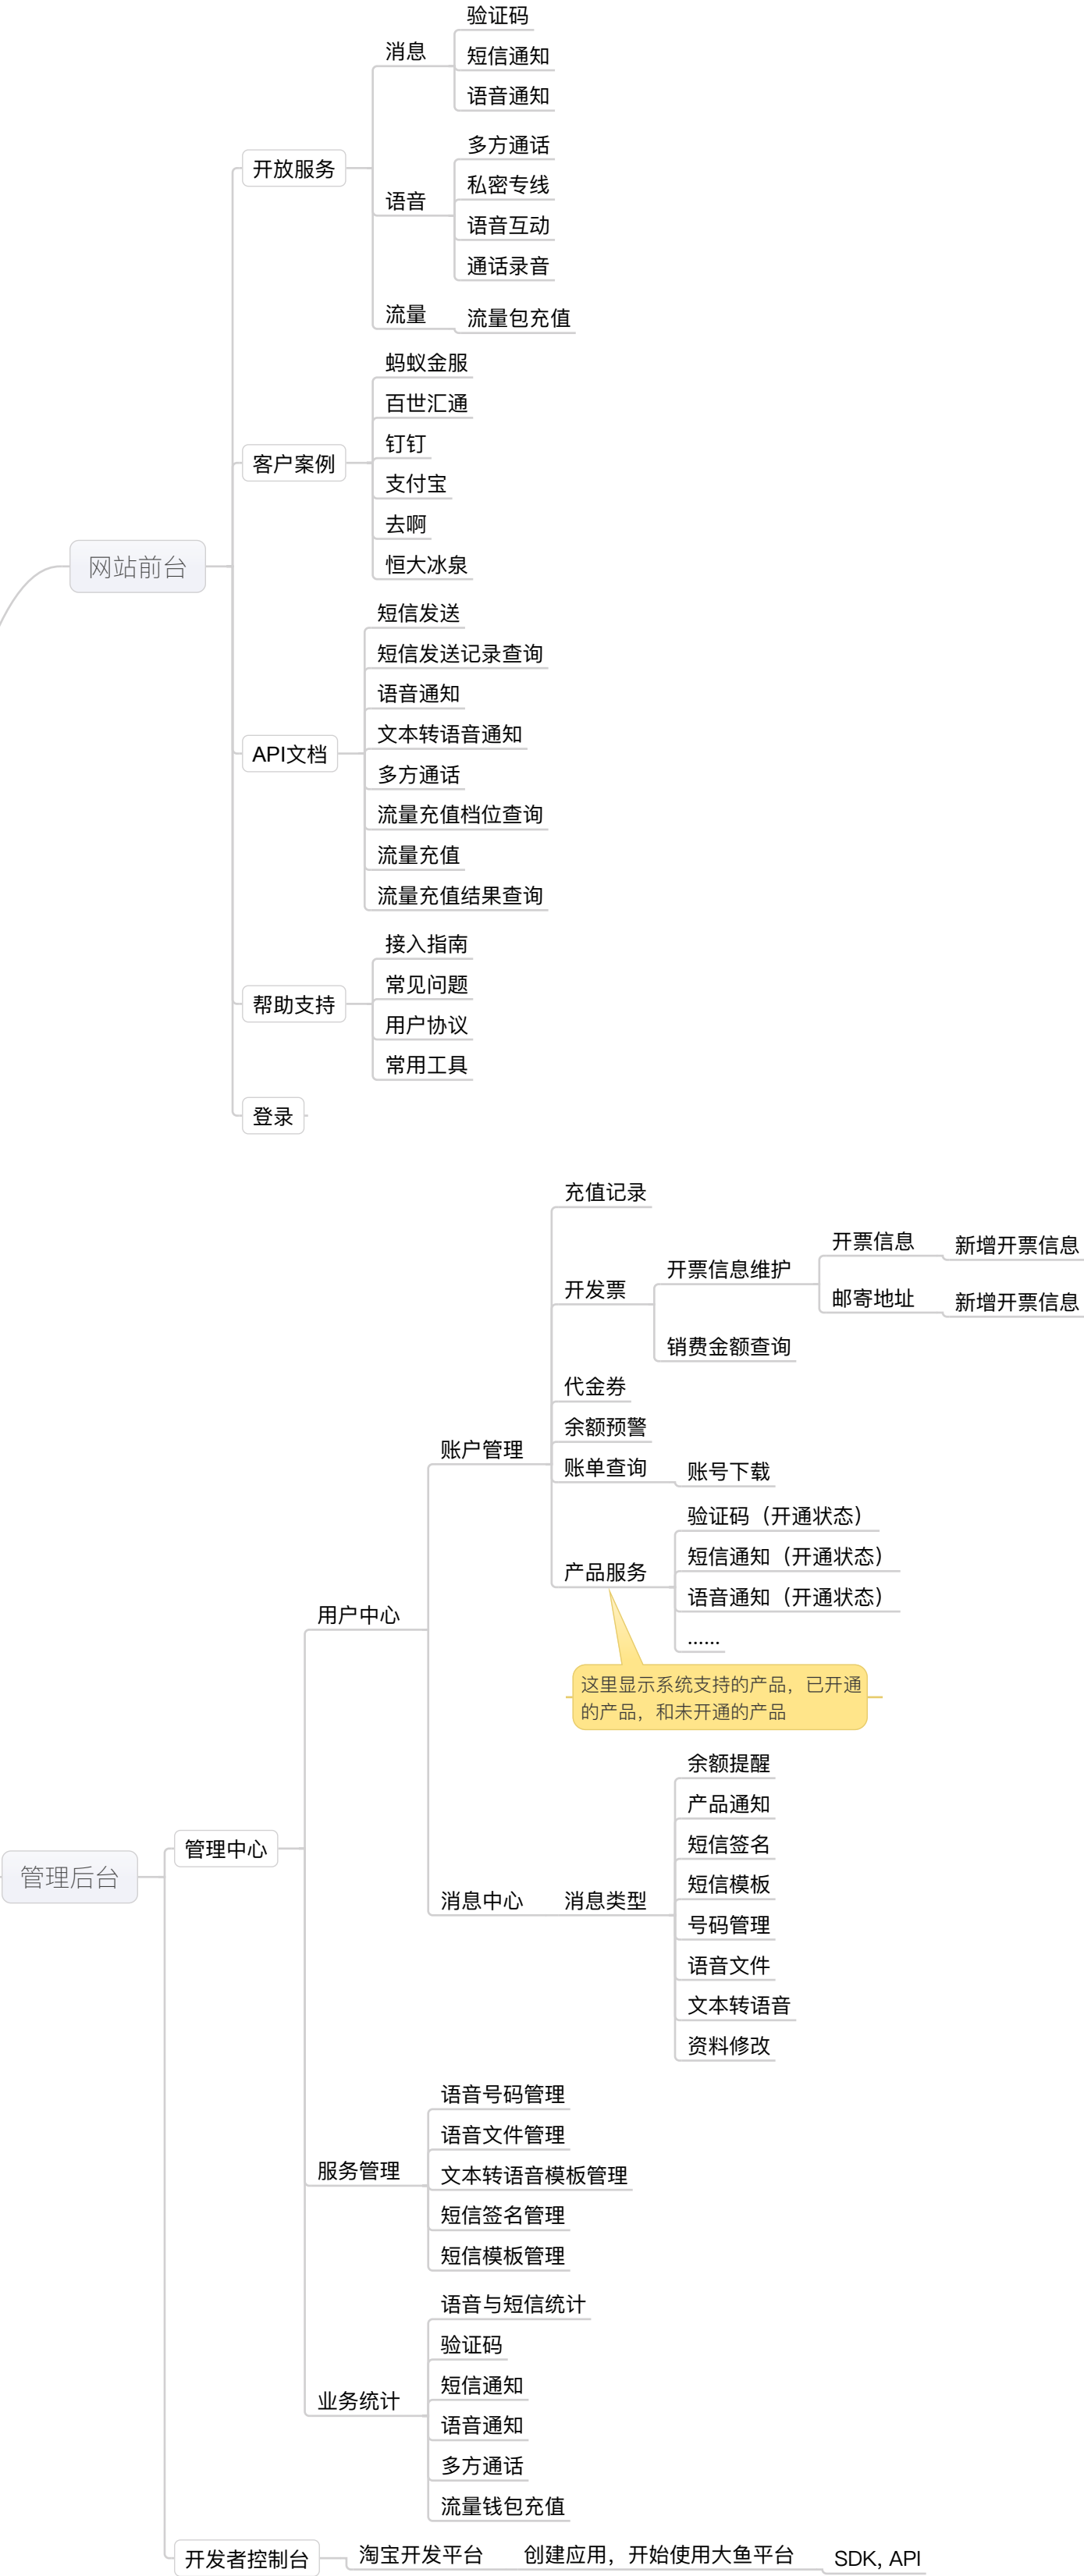 网站前台
开放服务
消息
验证码
短信通知
语音通知
语音
多方通话
私密专线
语音互动
通话录音
流量
流量包充值
客户案例
蚂蚁金服
百世汇通
钉钉
支付宝
去啊
恒大冰泉
API文档
短信发送
短信发送记录查询
语音通知
文本转语音通知
多方通话
流量充值档位查询
流量充值
流量充值结果查询
帮助支持
接入指南
常见问题
用户协议
常用工具
登录
管理后台
管理中心
用户中心
账户管理
充值记录
开发票
开票信息维护
开票信息
新增开票信息
邮寄地址
新增开票信息
销费金额查询
代金券
余额预警
账单查询
账号下载
产品服务
验证码（开通状态）
短信通知（开通状态）
语音通知（开通状态）
......
这里显示系统支持的产品，已开通
的产品，和未开通的产品
消息中心
消息类型
余额提醒
产品通知
短信签名
短信模板
号码管理
语音文件
文本转语音
资料修改
服务管理
语音号码管理
语音文件管理
文本转语音模板管理
短信签名管理
短信模板管理
业务统计
语音与短信统计
验证码
短信通知
语音通知
多方通话
流量钱包充值
开发者控制台
淘宝开发平台
创建应用，开始使用大鱼平台
SDK, API